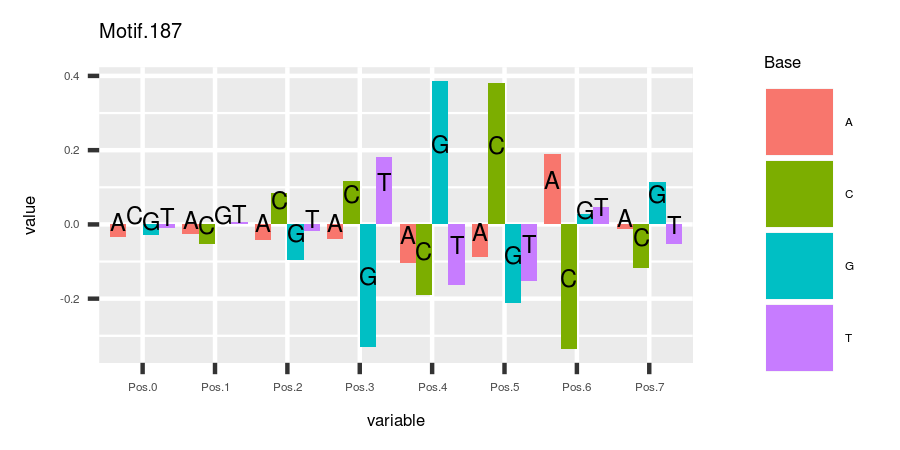 Motif.187
Base
A
C
G
T
value
0.4
0.2
0.0
-0.2
A C G T A C G T A C G T A C G T A C G T A C G T A C G T A C G T
Pos.0 Pos.1 Pos.2 Pos.3 Pos.4 Pos.5 Pos.6 Pos.7
variable